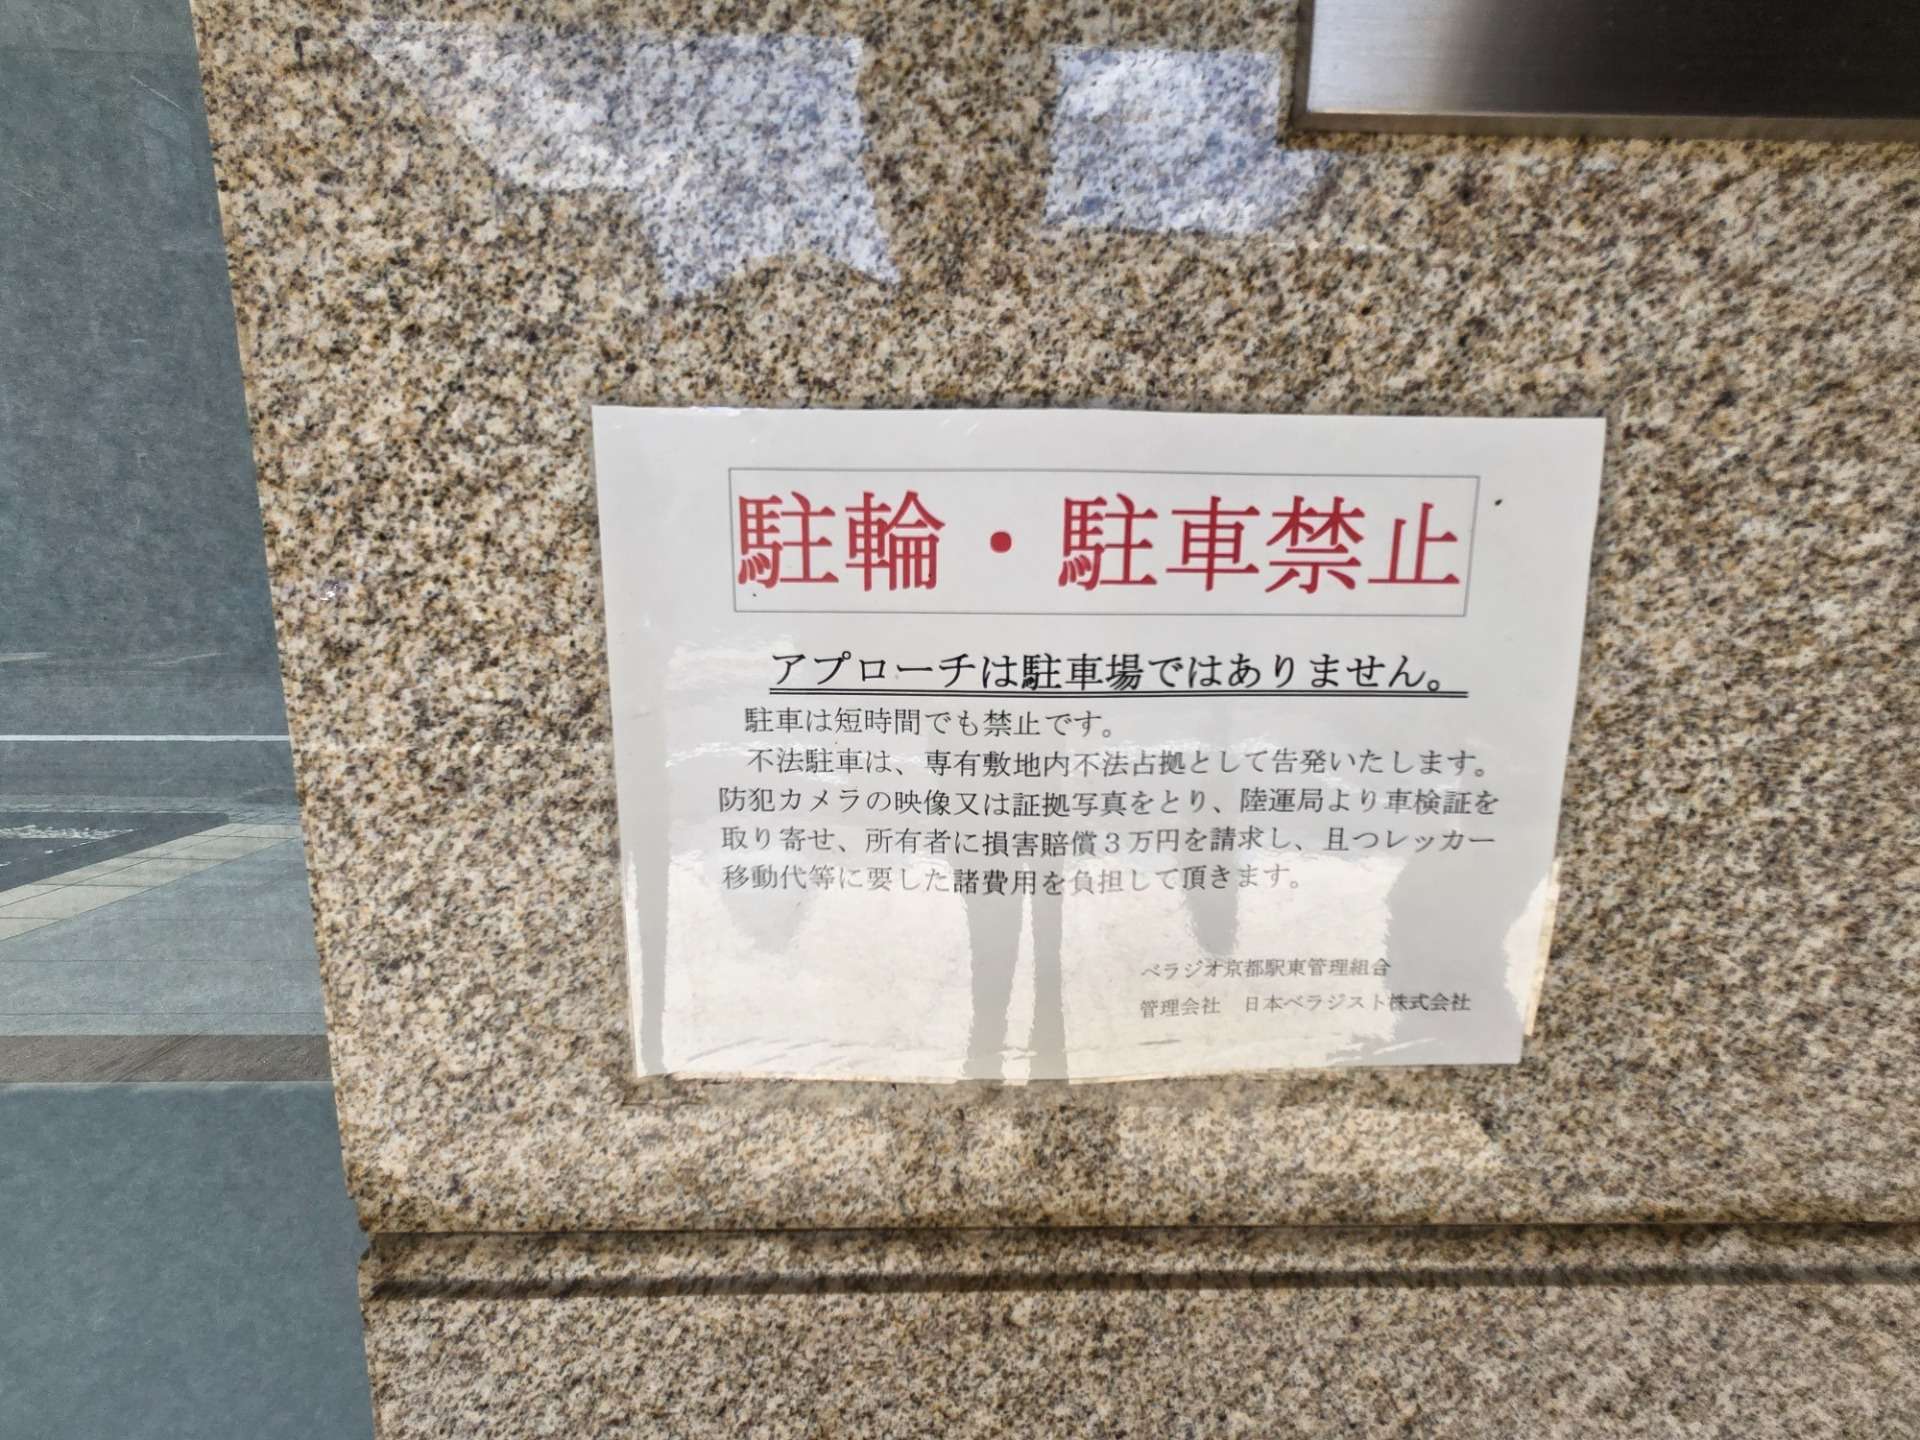 駐輪・駐車禁止
アプローチは駐車場ではありません。
駐車は短時間でも禁止です。
不法駐車は、専有敷地内不法占拠として告発いたします。
防犯カメラの映像又は証拠写真をとり、陸運局より車検証を
取り寄せ、所有者に損害賠償３万円を請求し、且つレッカー
移動代等に要した諸費用を負担して頂きます。
ベラジオ京都駅東管理組合
管理会社　日本ベラジスト株式会社